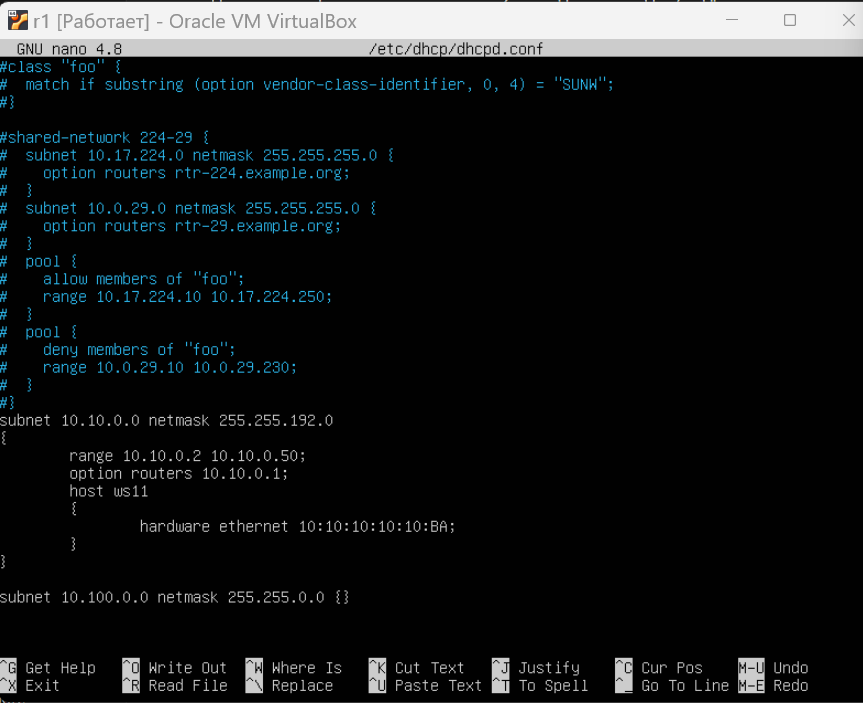 r1 [Работает] - Oracle VM VirtualBox
GNU nano 4.8 /etc/dhcp/dhcpd.conf
#class "foo" {
#  match if substring (option vendor-class-identifier, 0, 4) = "SUNW";
#}
#shared-network 224-29 {
#  subnet 10.17.224.0 netmask 255.255.255.0 {
#    option routers rtr-224.example.org;
#  }
#  subnet 10.0.29.0 netmask 255.255.255.0 {
#    option routers rtr-29.example.org;
#  }
#  pool {
#    allow members of "foo";
#    range 10.17.224.10 10.17.224.250;
#  }
#  pool {
#    deny members of "foo";
#    range 10.0.29.10 10.0.29.230;
#  }
#}
subnet 10.10.0.0 netmask 255.255.192.0
{
        range 10.10.0.2 10.10.0.50;
        option routers 10.10.0.1;
        host ws11
        {
                hardware ethernet 10:10:10:10:10:BA;
        }
}
subnet 10.100.0.0 netmask 255.255.0.0 {}
^G Get Help ^O Write Out ^W Where Is ^K Cut Text ^J Justify ^C Cur Pos M-U Undo
^X Exit ^R Read File ^\ Replace ^U Paste Text ^T To Spell ^_ Go To Line M-E Redo